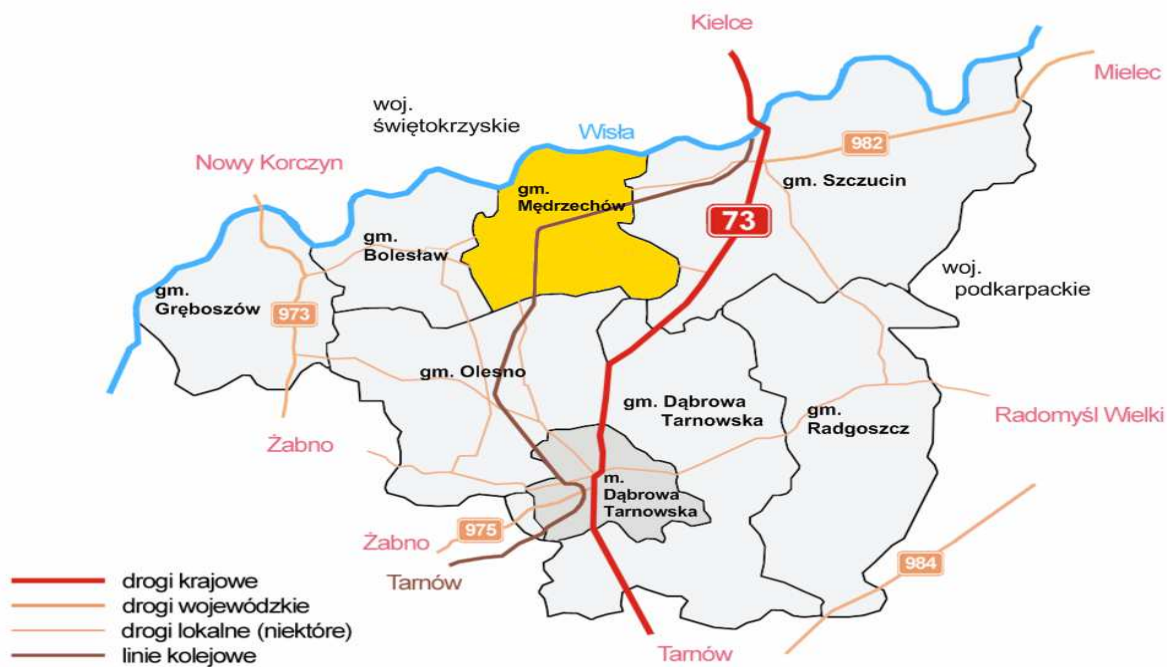 Kielce
Mielec
woj.
świętokrzyskie
Wisła
982
Nowy Korczyn
gm. Szczucin
gm.
Mędrzechów
73
gm.
Bolesław
woj.
podkarpackie
gm.
Gręboszów
973
gm. Olesno
gm. Dąbrowa
Tarnowska
gm.
Radgoszcz
Radomyśl Wielki
Żabno
m.
Dąbrowa
Tarnowska
975
Żabno
984
Tarnów
drogi krajowe
drogi wojewódzkie
drogi lokalne (niektóre)
linie kolejowe
Tarnów